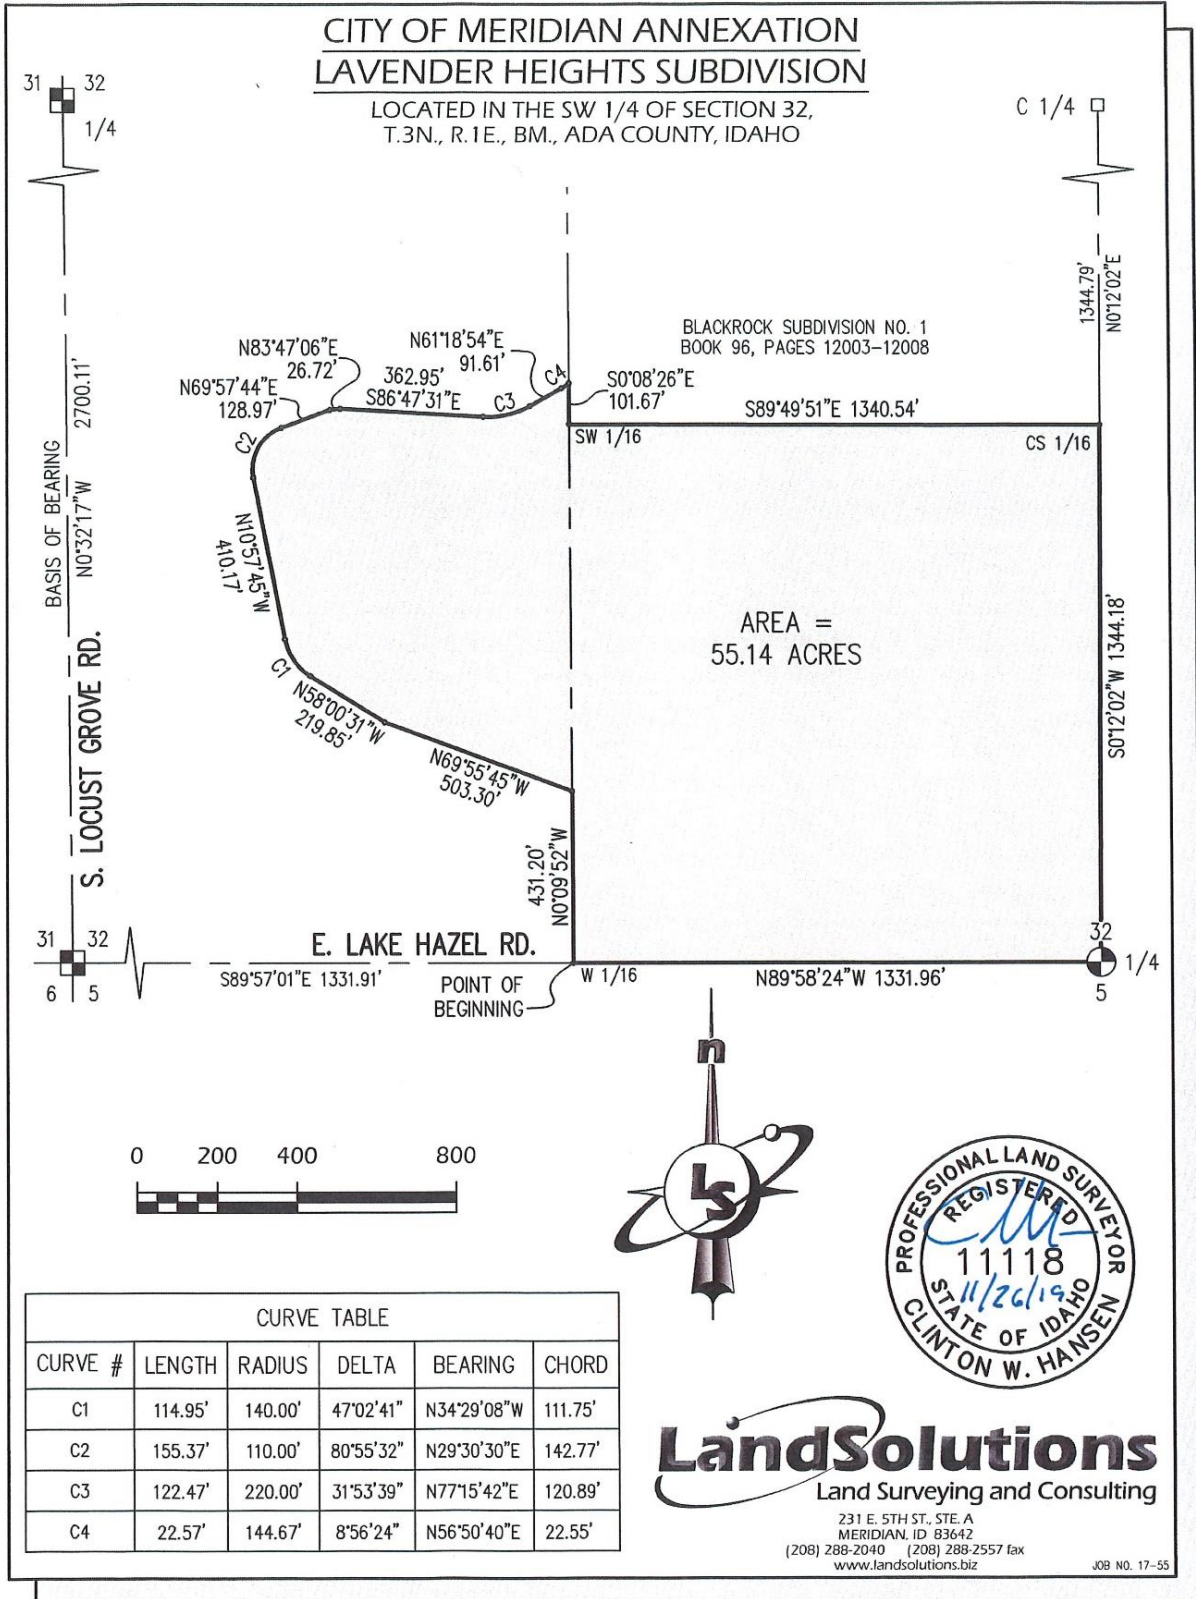 CITY OF MERIDIAN ANNEXATION
LAVENDER HEIGHTS SUBDIVISION
LOCATED IN THE SW 1/4 OF SECTION 32,
T.3N., R.1E., BM., ADA COUNTY, IDAHO
31 32
1/4
C 1/4
1344.79'
N0°12'02"E
BLACKROCK SUBDIVISION NO. 1
BOOK 96, PAGES 12003-12008
N61°18'54"E
91.61'
N83°47'06"E
26.72'
362.95'
S86°47'31"E
N69°57'44"E
128.97'
C4
C3
C2
S0°08'26"E
101.67'
S89°49'51"E 1340.54'
SW 1/16
CS 1/16
2700.11'
N0°32'17"W
BASIS OF BEARING
S. LOCUST GROVE RD.
N10°57'45"W
410.17'
C1
N58°00'31"W
219.85'
N69°55'45"W
503.30'
AREA =
55.14 ACRES
S0°12'02"W 1344.18'
431.20'
N0°09'52"W
31 32
6 5
E. LAKE HAZEL RD.
S89°57'01"E 1331.91'
POINT OF
BEGINNING
W 1/16
N89°58'24"W 1331.96'
32
1/4
5
n
LS
0 200 400 800
PROFESSIONAL LAND SURVEYOR
REGISTERED
11118
11/26/19
STATE OF IDAHO
CLINTON W. HANSEN
CURVE TABLE
CURVE # LENGTH RADIUS DELTA BEARING CHORD
C1 114.95' 140.00' 47°02'41" N34°29'08"W 111.75'
C2 155.37' 110.00' 80°55'32" N29°30'30"E 142.77'
C3 122.47' 220.00' 31°53'39" N77°15'42"E 120.89'
C4 22.57' 144.67' 8°56'24" N56°50'40"E 22.55'
LandSolutions
Land Surveying and Consulting
231 E. 5TH ST., STE. A
MERIDIAN, ID 83642
(208) 288-2040 (208) 288-2557 fax
www.landsolutions.biz
JOB NO. 17-55